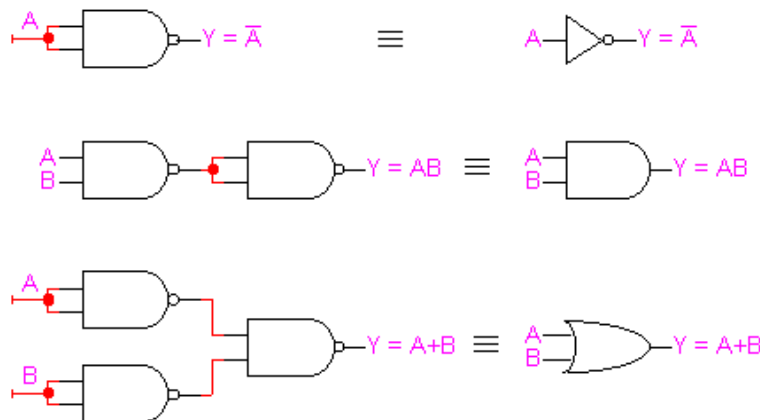 A Y = A̅ ≡ A Y = A̅
A B Y = AB ≡ A B Y = AB
A B Y = A+B ≡ A B Y = A+B